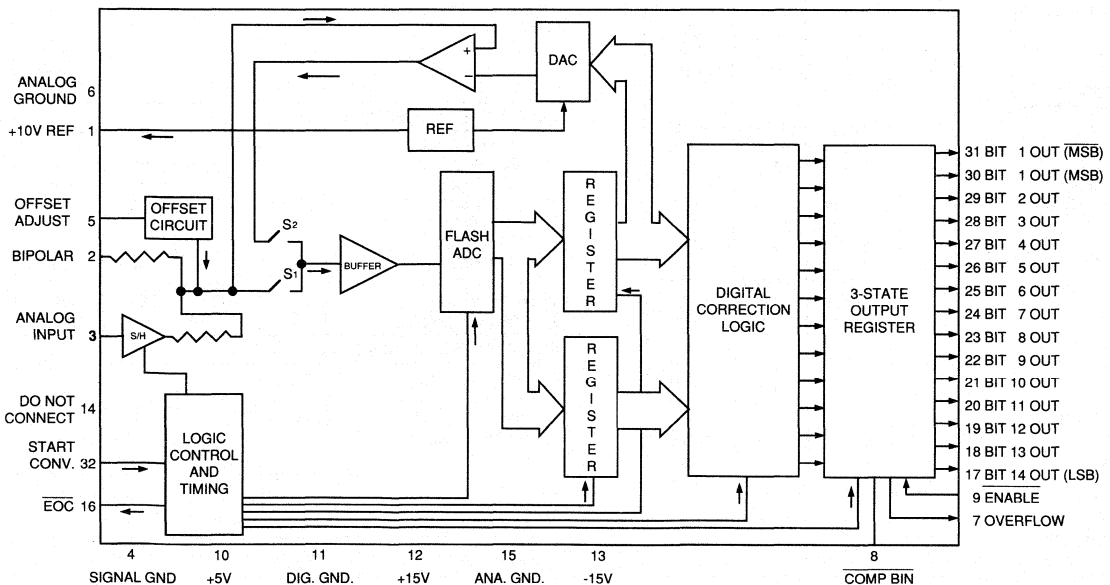 ANALOG
GROUND 6
+10V REF 1
OFFSET
ADJUST 5
BIPOLAR 2
ANALOG
INPUT 3
DO NOT
CONNECT 14
START
CONV. 32
EOC 16
DAC
+
−
REF
OFFSET
CIRCUIT
S2
S1
BUFFER
FLASH
ADC
S/H
LOGIC
CONTROL
AND
TIMING
REGISTER
REGISTER
DIGITAL
CORRECTION
LOGIC
3-STATE
OUTPUT
REGISTER
31 BIT 1 OUT (MSB)
30 BIT 1 OUT (MSB)
29 BIT 2 OUT
28 BIT 3 OUT
27 BIT 4 OUT
26 BIT 5 OUT
25 BIT 6 OUT
24 BIT 7 OUT
23 BIT 8 OUT
22 BIT 9 OUT
21 BIT 10 OUT
20 BIT 11 OUT
19 BIT 12 OUT
18 BIT 13 OUT
17 BIT 14 OUT (LSB)
9 ENABLE
7 OVERFLOW
4 10 11 12 15 13 8
SIGNAL GND +5V DIG. GND. +15V ANA. GND. -15V COMP BIN